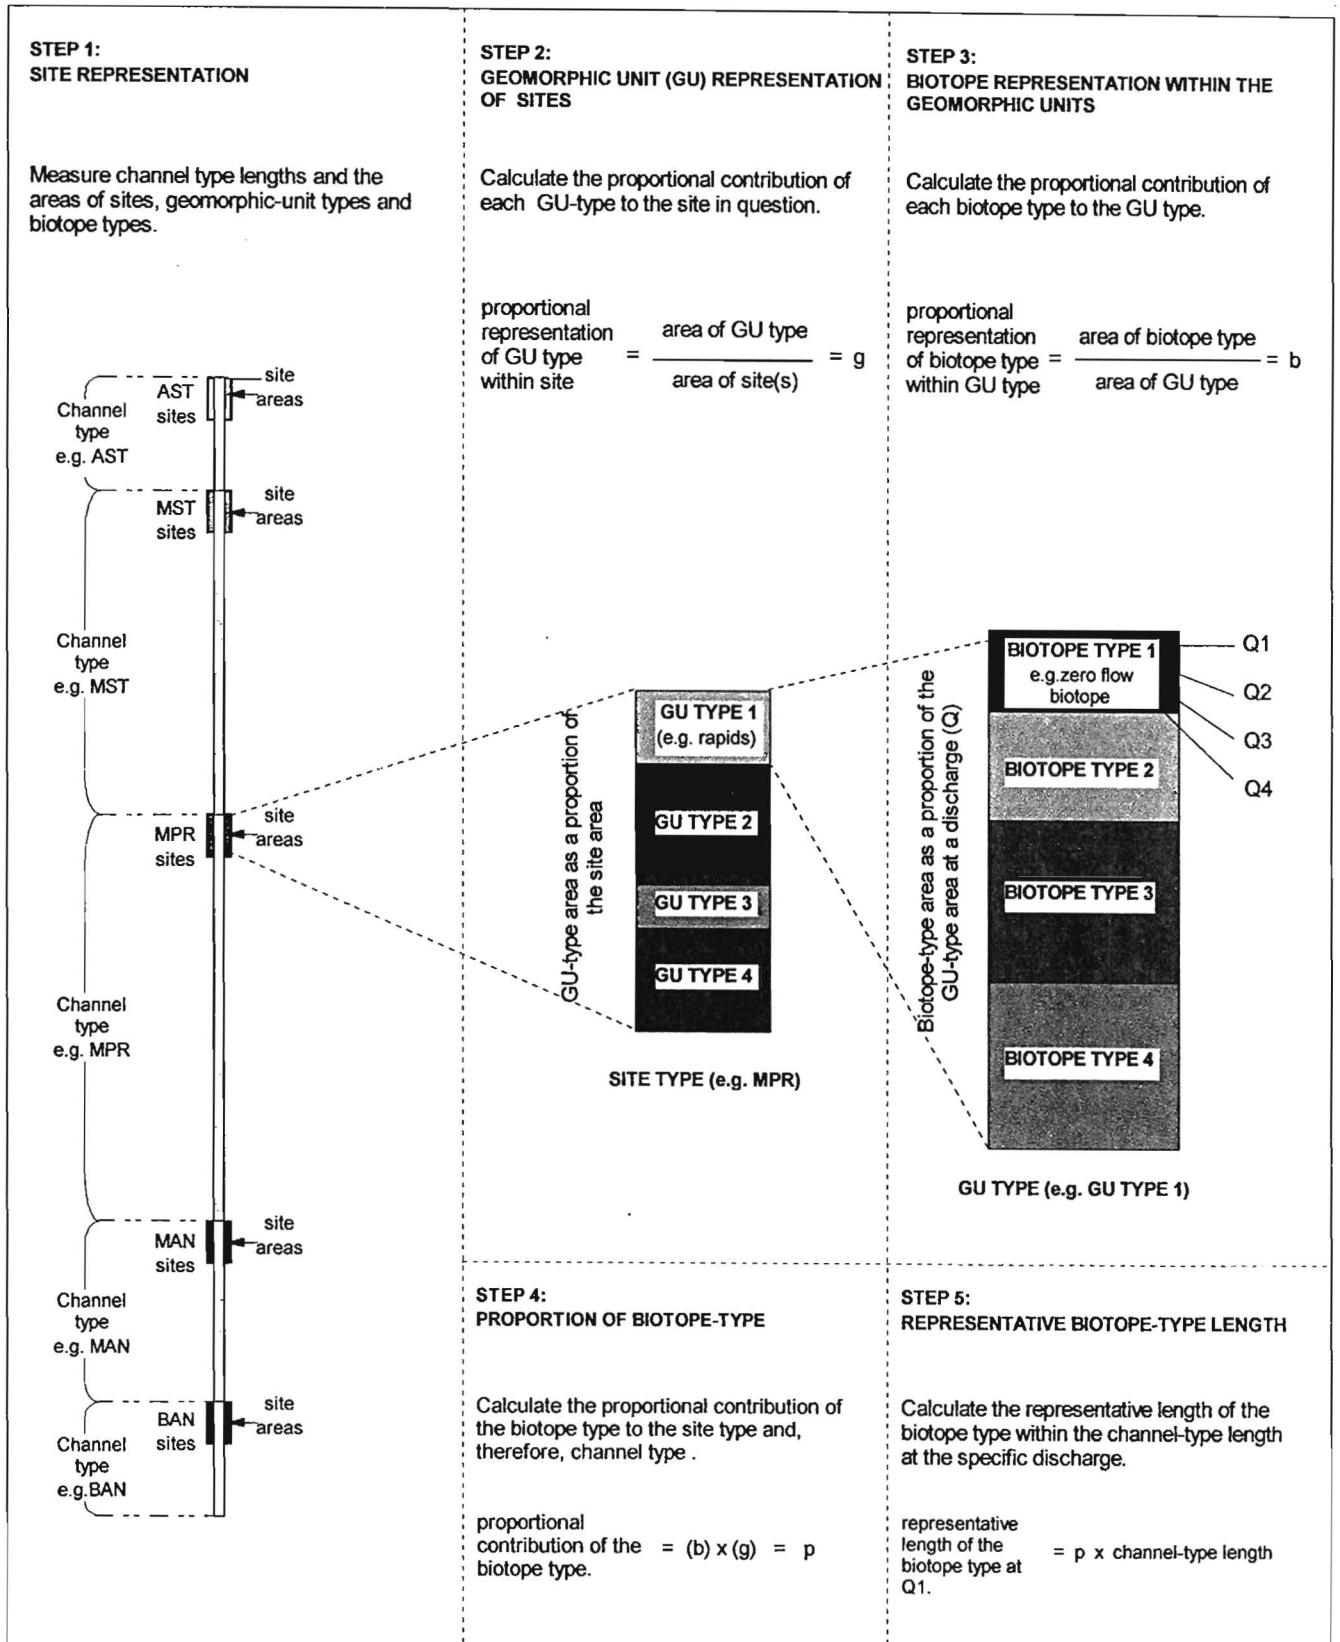 STEP 1:
SITE REPRESENTATION
Measure channel type lengths and the
areas of sites, geomorphic-unit types and
biotope types.
Channel
type
e.g. AST
AST
sites
site
areas
Channel
type
e.g. MST
MST
sites
site
areas
Channel
type
e.g. MPR
MPR
sites
site
areas
Channel
type
e.g. MAN
MAN
sites
site
areas
Channel
type
e.g.BAN
BAN
sites
site
areas
STEP 2:
GEOMORPHIC UNIT (GU) REPRESENTATION
OF SITES
Calculate the proportional contribution of
each GU-type to the site in question.
proportional
representation
of GU type
within site
= area of GU type
area of site(s)
= g
GU-type area as a proportion of
the site area
GU TYPE 1
(e.g. rapids)
GU TYPE 2
GU TYPE 3
GU TYPE 4
SITE TYPE (e.g. MPR)
STEP 3:
BIOTOPE REPRESENTATION WITHIN THE
GEOMORPHIC UNITS
Calculate the proportional contribution of
each biotope type to the GU type.
proportional
representation
of biotope type
within GU type
= area of biotope type
area of GU type
= b
Biotope-type area as a proportion of the
GU-type area at a discharge (Q)
BIOTOPE TYPE 1
e.g.zero flow
biotope
Q1
Q2
Q3
Q4
BIOTOPE TYPE 2
BIOTOPE TYPE 3
BIOTOPE TYPE 4
GU TYPE (e.g. GU TYPE 1)
STEP 4:
PROPORTION OF BIOTOPE-TYPE
Calculate the proportional contribution of
the biotope type to the site type and,
therefore, channel type .
proportional
contribution of the = (b) x (g) = p
biotope type.
STEP 5:
REPRESENTATIVE BIOTOPE-TYPE LENGTH
Calculate the representative length of the
biotope type within the channel-type length
at the specific discharge.
representative
length of the
biotope type at = p x channel-type length
Q1.